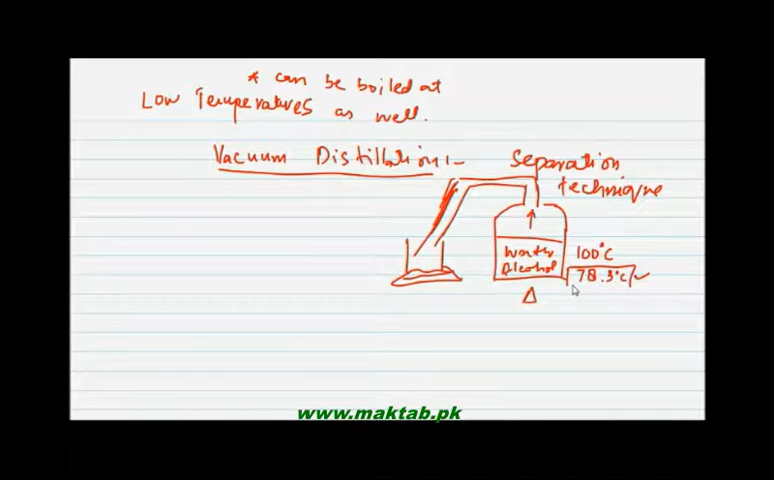 * can be boiled at
Low Temperatures as well.
Vacuum Distillation:-
Separation
technique
Water
Alcohol
100°C
78.3°C
Δ
www.maktab.pk